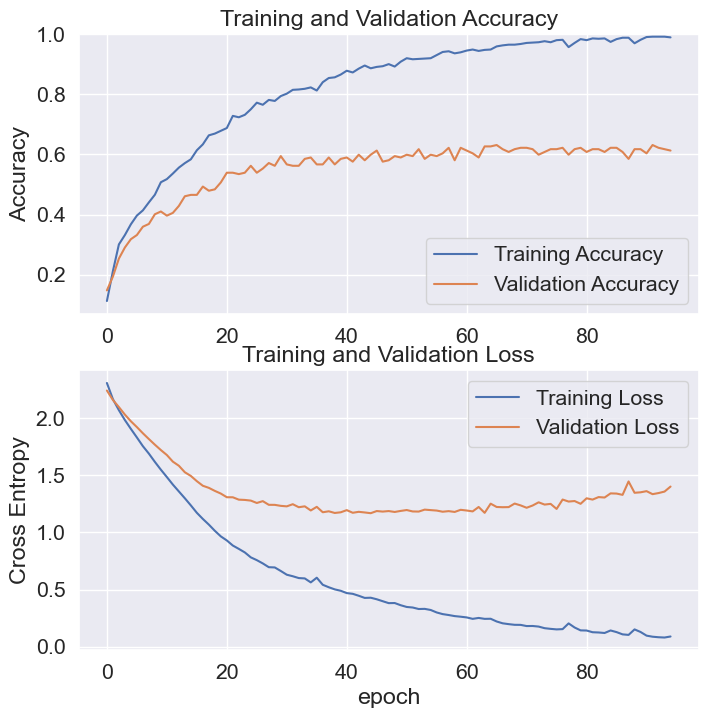 Training and Validation Accuracy
1.0
0.8
0.6
0.4
0.2
Accuracy
Training Accuracy
Validation Accuracy
0 20 40 60 80
Training and Validation Loss
2.0
1.5
1.0
0.5
0.0
Cross Entropy
Training Loss
Validation Loss
0 20 40 60 80
epoch